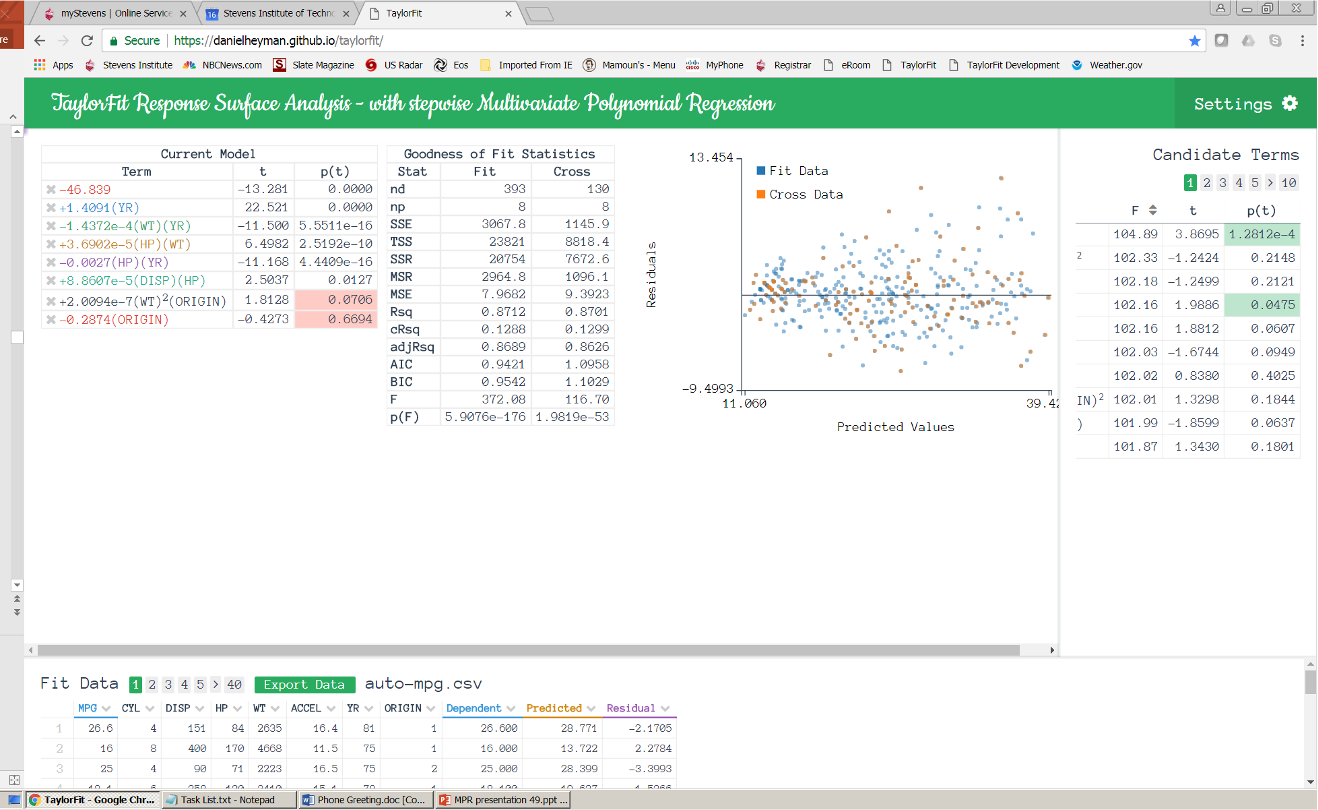 myStevens | Online Service
Stevens Institute of Techno
TaylorFit
re
Secure | https://danielheyman.github.io/taylorfit/
Apps Stevens Institute NBCNews.com Slate Magazine US Radar Eos Imported From IE Mamoun's - Menu MyPhone Registrar eRoom TaylorFit TaylorFit Development Weather.gov
TaylorFit Response Surface Analysis - with stepwise Multivariate Polynomial Regression
Settings
Current Model
Term t p(t)
-46.839 -13.281 0.0000
+1.4091(YR) 22.521 0.0000
-1.4372e-4(WT)(YR) -11.500 5.5511e-16
+3.6902e-5(HP)(WT) 6.4982 2.5192e-10
-0.0027(HP)(YR) -11.168 4.4409e-16
+8.8607e-5(DISP)(HP) 2.5037 0.0127
+2.0094e-7(WT)²(ORIGIN) 1.8128 0.0706
-0.2874(ORIGIN) -0.4273 0.6694
Goodness of Fit Statistics
Stat Fit Cross
nd 393 130
np 8 8
SSE 3067.8 1145.9
TSS 23821 8818.4
SSR 20754 7672.6
MSR 2964.8 1096.1
MSE 7.9682 9.3923
Rsq 0.8712 0.8701
cRsq 0.1288 0.1299
adjRsq 0.8689 0.8626
AIC 0.9421 1.0958
BIC 0.9542 1.1029
F 372.08 116.70
p(F) 5.9076e-176 1.9819e-53
13.454
Fit Data
Cross Data
Residuals
-9.4993
11.060 39.42
Predicted Values
Candidate Terms
1 2 3 4 5 > 10
F t p(t)
104.89 3.8695 1.2812e-4
2 102.33 -1.2424 0.2148
102.18 -1.2499 0.2121
102.16 1.9886 0.0475
102.16 1.8812 0.0607
102.03 -1.6744 0.0949
102.02 0.8380 0.4025
IN)² 102.01 1.3298 0.1844
) 101.99 -1.8599 0.0637
101.87 1.3430 0.1801
Fit Data 1 2 3 4 5 > 40 Export Data auto-mpg.csv
MPG CYL DISP HP WT ACCEL YR ORIGIN Dependent Predicted Residual
1 26.6 4 151 84 2635 16.4 81 1 26.600 28.771 -2.1705
2 16 8 400 170 4668 11.5 75 1 16.000 13.722 2.2784
3 25 4 90 71 2223 16.5 75 2 25.000 28.399 -3.3993
TaylorFit - Google Chr... Task List.txt - Notepad Phone Greeting.doc [Co... MPR presentation 49.ppt ...